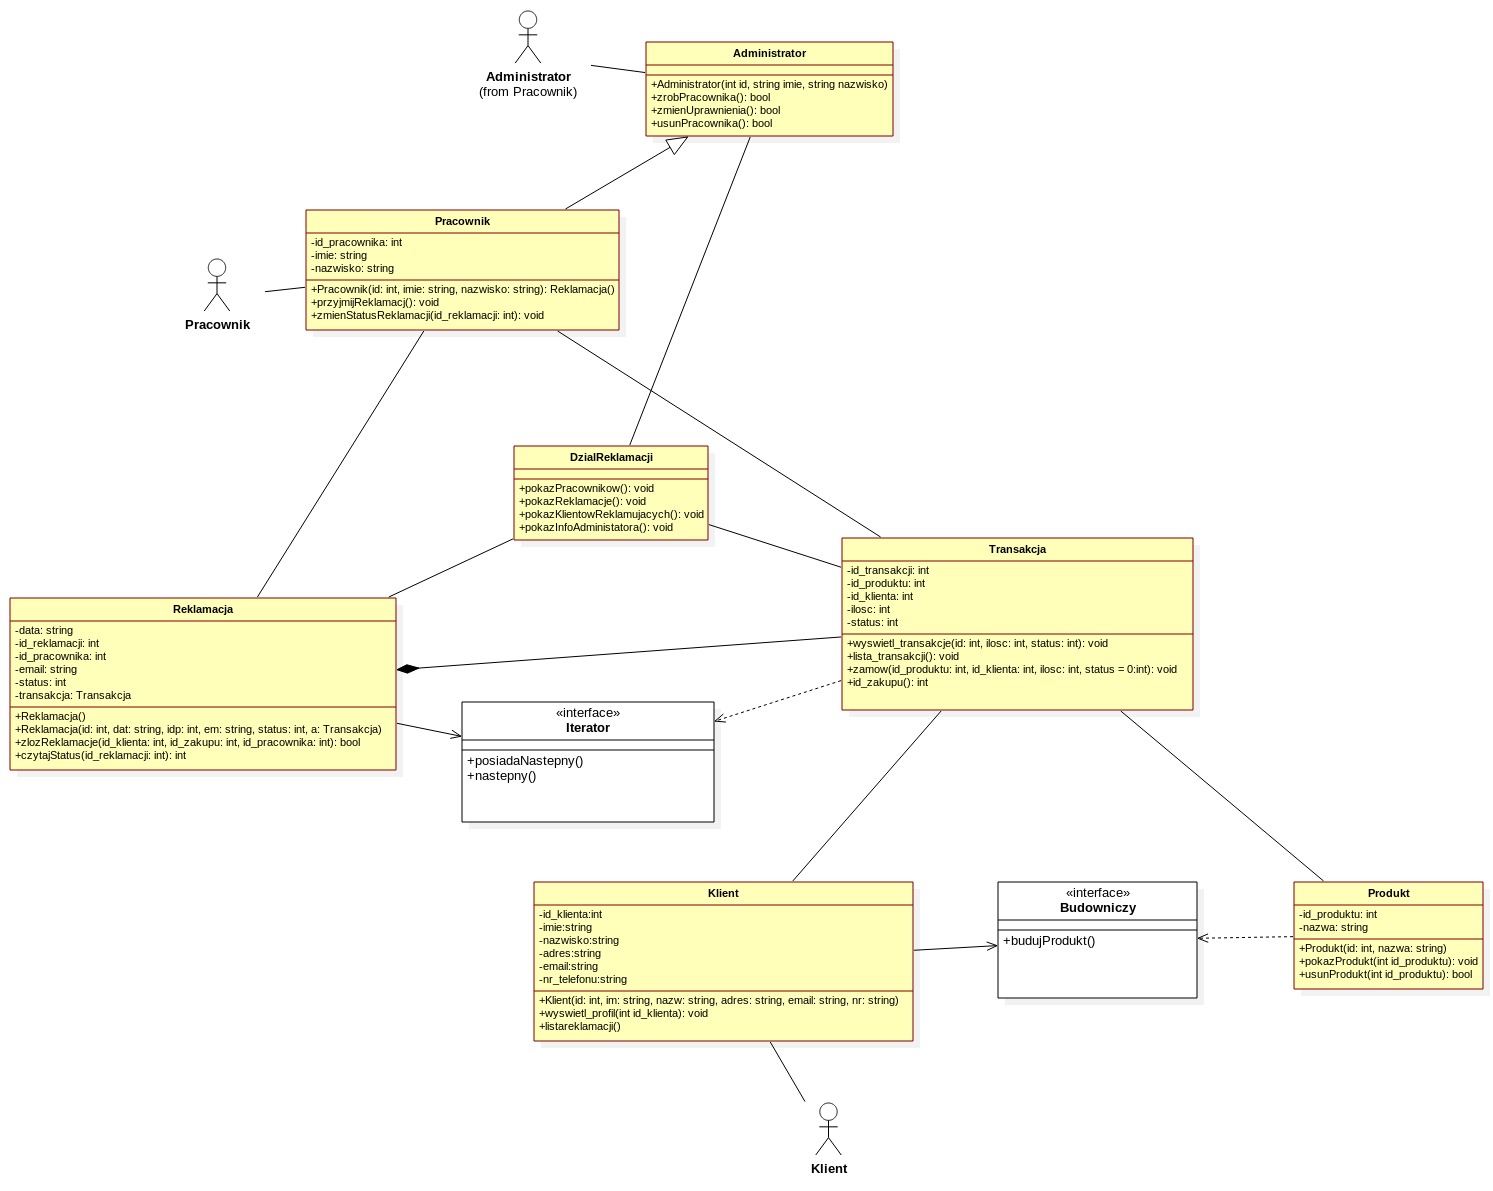 Administrator
(from Pracownik)
Administrator
+Administrator(int id, string imie, string nazwisko)
+zrobPracownika(): bool
+zmienUprawnienia(): bool
+usunPracownika(): bool
Pracownik
-id_pracownika: int
-imie: string
-nazwisko: string
+Pracownik(id: int, imie: string, nazwisko: string): Reklamacja()
+przyjmijReklamacj(): void
+zmienStatusReklamacji(id_reklamacji: int): void
Pracownik
DzialReklamacji
+pokazPracownikow(): void
+pokazReklamacje(): void
+pokazKlientowReklamujacych(): void
+pokazInfoAdministatora(): void
Transakcja
-id_transakcji: int
-id_produktu: int
-id_klienta: int
-ilosc: int
-status: int
+wyswietl_transakcje(id: int, ilosc: int, status: int): void
+lista_transakcji(): void
+zamow(id_produktu: int, id_klienta: int, ilosc: int, status = 0:int): void
+id_zakupu(): int
Reklamacja
-data: string
-id_reklamacji: int
-id_pracownika: int
-email: string
-status: int
-transakcja: Transakcja
+Reklamacja()
+Reklamacja(id: int, dat: string, idp: int, em: string, status: int, a: Transakcja)
+zlozReklamacje(id_klienta: int, id_zakupu: int, id_pracownika: int): bool
+czytajStatus(id_reklamacji: int): int
«interface»
Iterator
+posiadaNastepny()
+nastepny()
Klient
-id_klienta:int
-imie:string
-nazwisko:string
-adres:string
-email:string
-nr_telefonu:string
+Klient(id: int, im: string, nazw: string, adres: string, email: string, nr: string)
+wyswietl_profil(int id_klienta): void
+listareklamacji()
«interface»
Budowniczy
+budujProdukt()
Produkt
-id_produktu: int
-nazwa: string
+Produkt(id: int, nazwa: string)
+pokazProdukt(int id_produktu): void
+usunProdukt(int id_produktu): bool
Klient